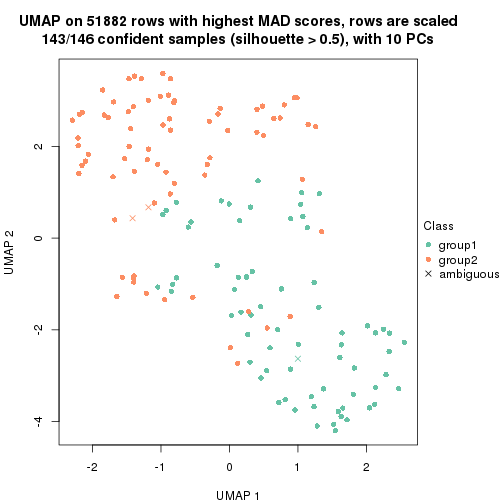 UMAP on 51882 rows with highest MAD scores, rows are scaled
143/146 confident samples (silhouette > 0.5), with 10 PCs
UMAP 2
2
0
-2
-4
-2
-1
0
1
2
UMAP 1
Class
group1
group2
ambiguous